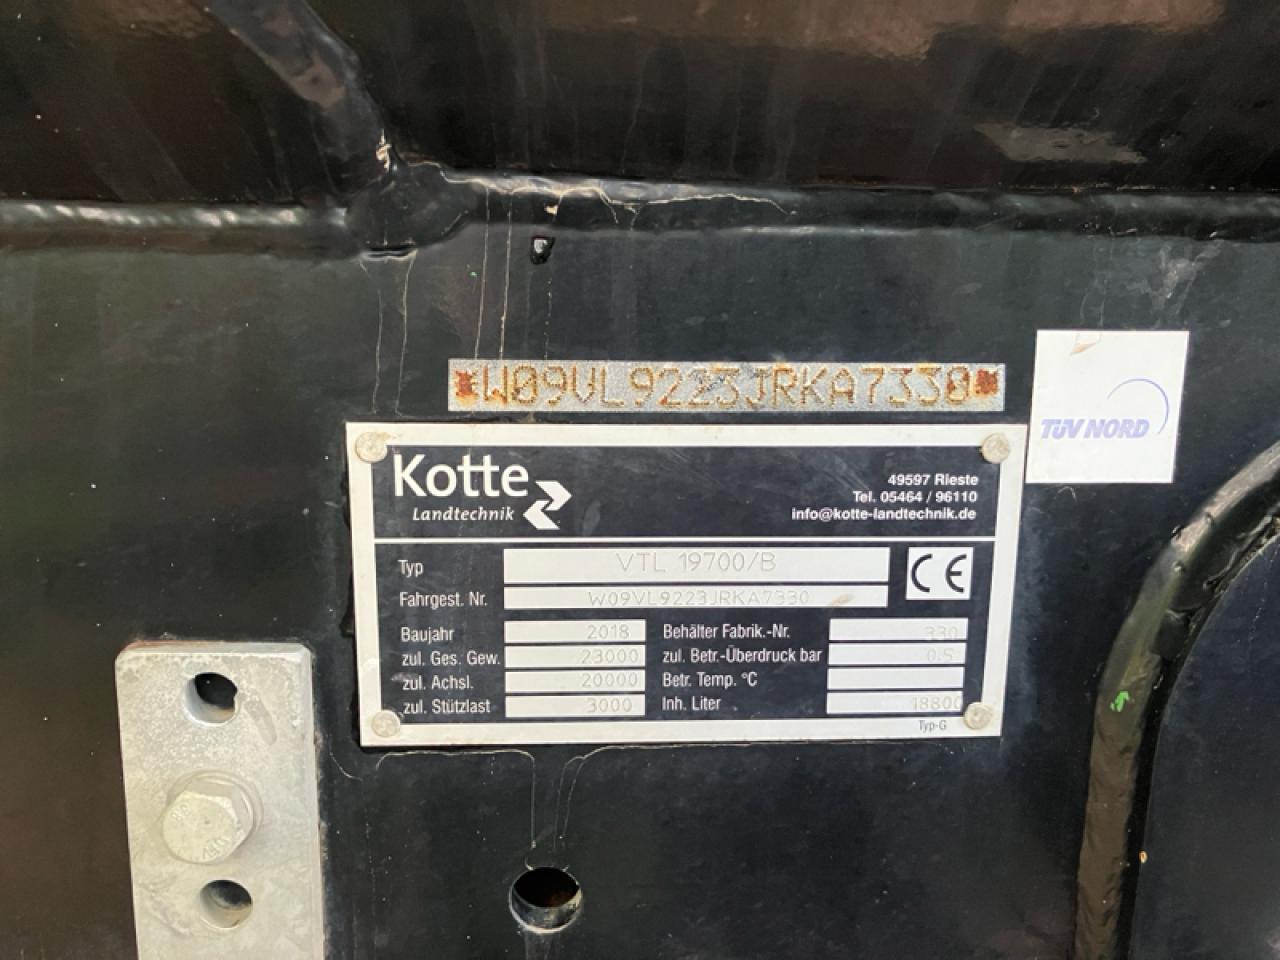 *W09VL9223JRKA7330*
TÜV NORD
Kotte
Landtechnik
49597 Rieste
Tel. 05464 / 96110
info@kotte-landtechnik.de
Typ VTL 19700/B
CE
Fahrgest. Nr. W09VL9223JRKA7330
Baujahr 2018 Behälter Fabrik.-Nr. 330
zul. Ges. Gew. 23000 zul. Betr.-Überdruck bar 0.5
zul. Achsl. 20000 Betr. Temp. °C
zul. Stützlast 3000 Inh. Liter 18800
Typ-G